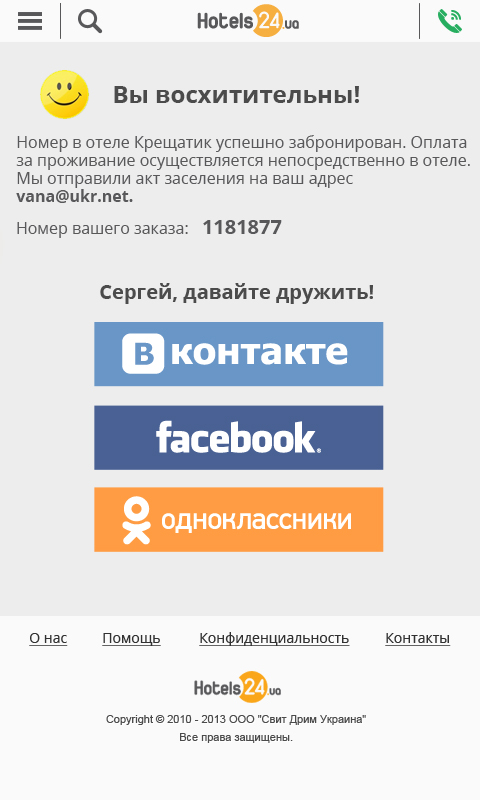 Hotels24.ua
Вы восхитительны!
Номер в отеле Крещатик успешно забронирован. Оплата
за проживание осуществляется непосредственно в отеле.
Мы отправили акт заселения на ваш адрес
vana@ukr.net.
Номер вашего заказа: 1181877
Сергей, давайте дружить!
В контакте
facebook®
одноклассники
О нас Помощь Конфиденциальность Контакты
Hotels24.ua
Copyright © 2010 - 2013 ООО "Свит Дрим Украина"
Все права защищены.